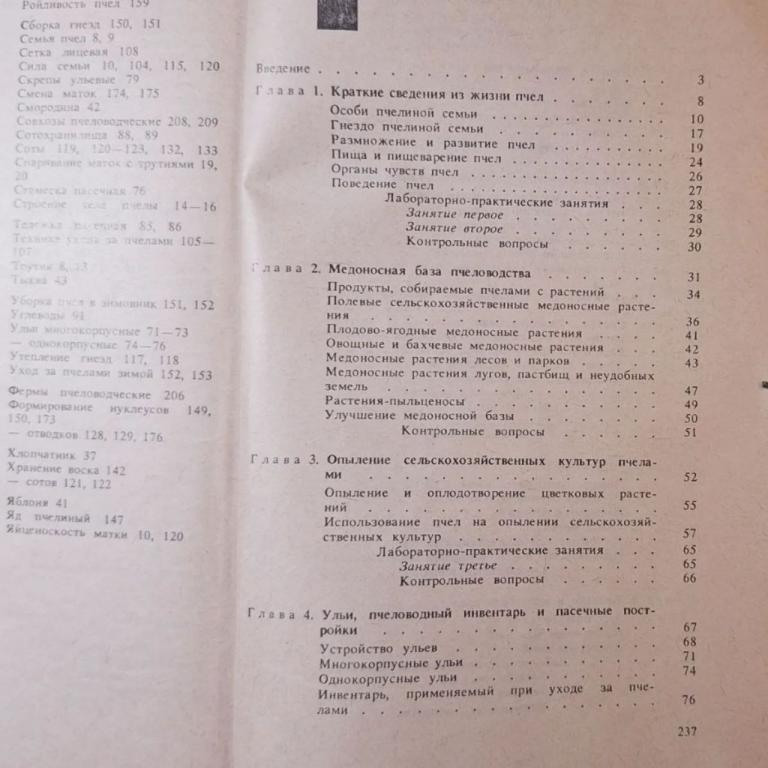 Ройливость пчел 159
Сборка гнезд 150, 151
Семья пчел 8, 9
Сетка лицевая 108
Сила семьи 10, 104, 115, 120
Скрепы ульевые 79
Смена маток 174, 175
Смородина 42
Совхозы пчеловодческие 208, 209
Сотохранилища 88, 89
Соты 119, 120—123, 132, 133
Спаривание маток с трутнями 19,
20
Стамеска пасечная 76
Строение тела пчелы 14—16
Тележка пасечная 85, 86
Техника ухода за пчелами 105—
107
Трутни 8, 13
Тыква 43
Уборка пчел в зимовник 151, 152
Углеводы 91
Ульи многокорпусные 71—73
— однокорпусные 74—76
Утепление гнезд 117, 118
Уход за пчелами зимой 152, 153
Фермы пчеловодческие 206
Формирование нуклеусов 149,
150, 173
— отводков 128, 129, 176
Хлопчатник 37
Хранение воска 142
— сотов 121, 122
Яблоня 41
Яд пчелиный 147
Яйценоскость матки 10, 120
Введение . . . . . . . . . . . . . . . . . 3
Глава 1. Краткие сведения из жизни пчел . . . . . . 8
Особи пчелиной семьи . . . . . . . . . 10
Гнездо пчелиной семьи . . . . . . . . . 17
Размножение и развитие пчел . . . . . . 19
Пища и пищеварение пчел . . . . . . . . 24
Органы чувств пчел . . . . . . . . . . 26
Поведение пчел . . . . . . . . . . . . 27
Лабораторно-практические занятия . . . 28
Занятие первое . . . . . . . . 28
Занятие второе . . . . . . . . 29
Контрольные вопросы . . . . . 30
Глава 2. Медоносная база пчеловодства . . . . . . . 31
Продукты, собираемые пчелами с растений . . . 34
Полевые сельскохозяйственные медоносные расте-
ния . . . . . . . . . . . . . . . 36
Плодово-ягодные медоносные растения . . . . 41
Овощные и бахчевые медоносные растения . . . 42
Медоносные растения лесов и парков . . . . . 43
Медоносные растения лугов, пастбищ и неудобных
земель . . . . . . . . . . . . . . 47
Растения-пыльценосы . . . . . . . . . 49
Улучшение медоносной базы . . . . . . . 50
Контрольные вопросы . . . . . . 51
Глава 3. Опыление сельскохозяйственных культур пчела-
ми . . . . . . . . . . . . . . . 52
Опыление и оплодотворение цветковых расте-
ний . . . . . . . . . . . . . . . 55
Использование пчел на опылении сельскохозяй-
ственных культур . . . . . . . . . . 57
Лабораторно-практические занятия . . . 65
Занятие третье . . . . . . . . 65
Контрольные вопросы . . . . . 66
Глава 4. Ульи, пчеловодный инвентарь и пасечные пост-
ройки . . . . . . . . . . . . . . 67
Устройство ульев . . . . . . . . . . 68
Многокорпусные ульи . . . . . . . . . 71
Однокорпусные ульи . . . . . . . . . 74
Инвентарь, применяемый при уходе за пче-
лами . . . . . . . . . . . . . . 76
237